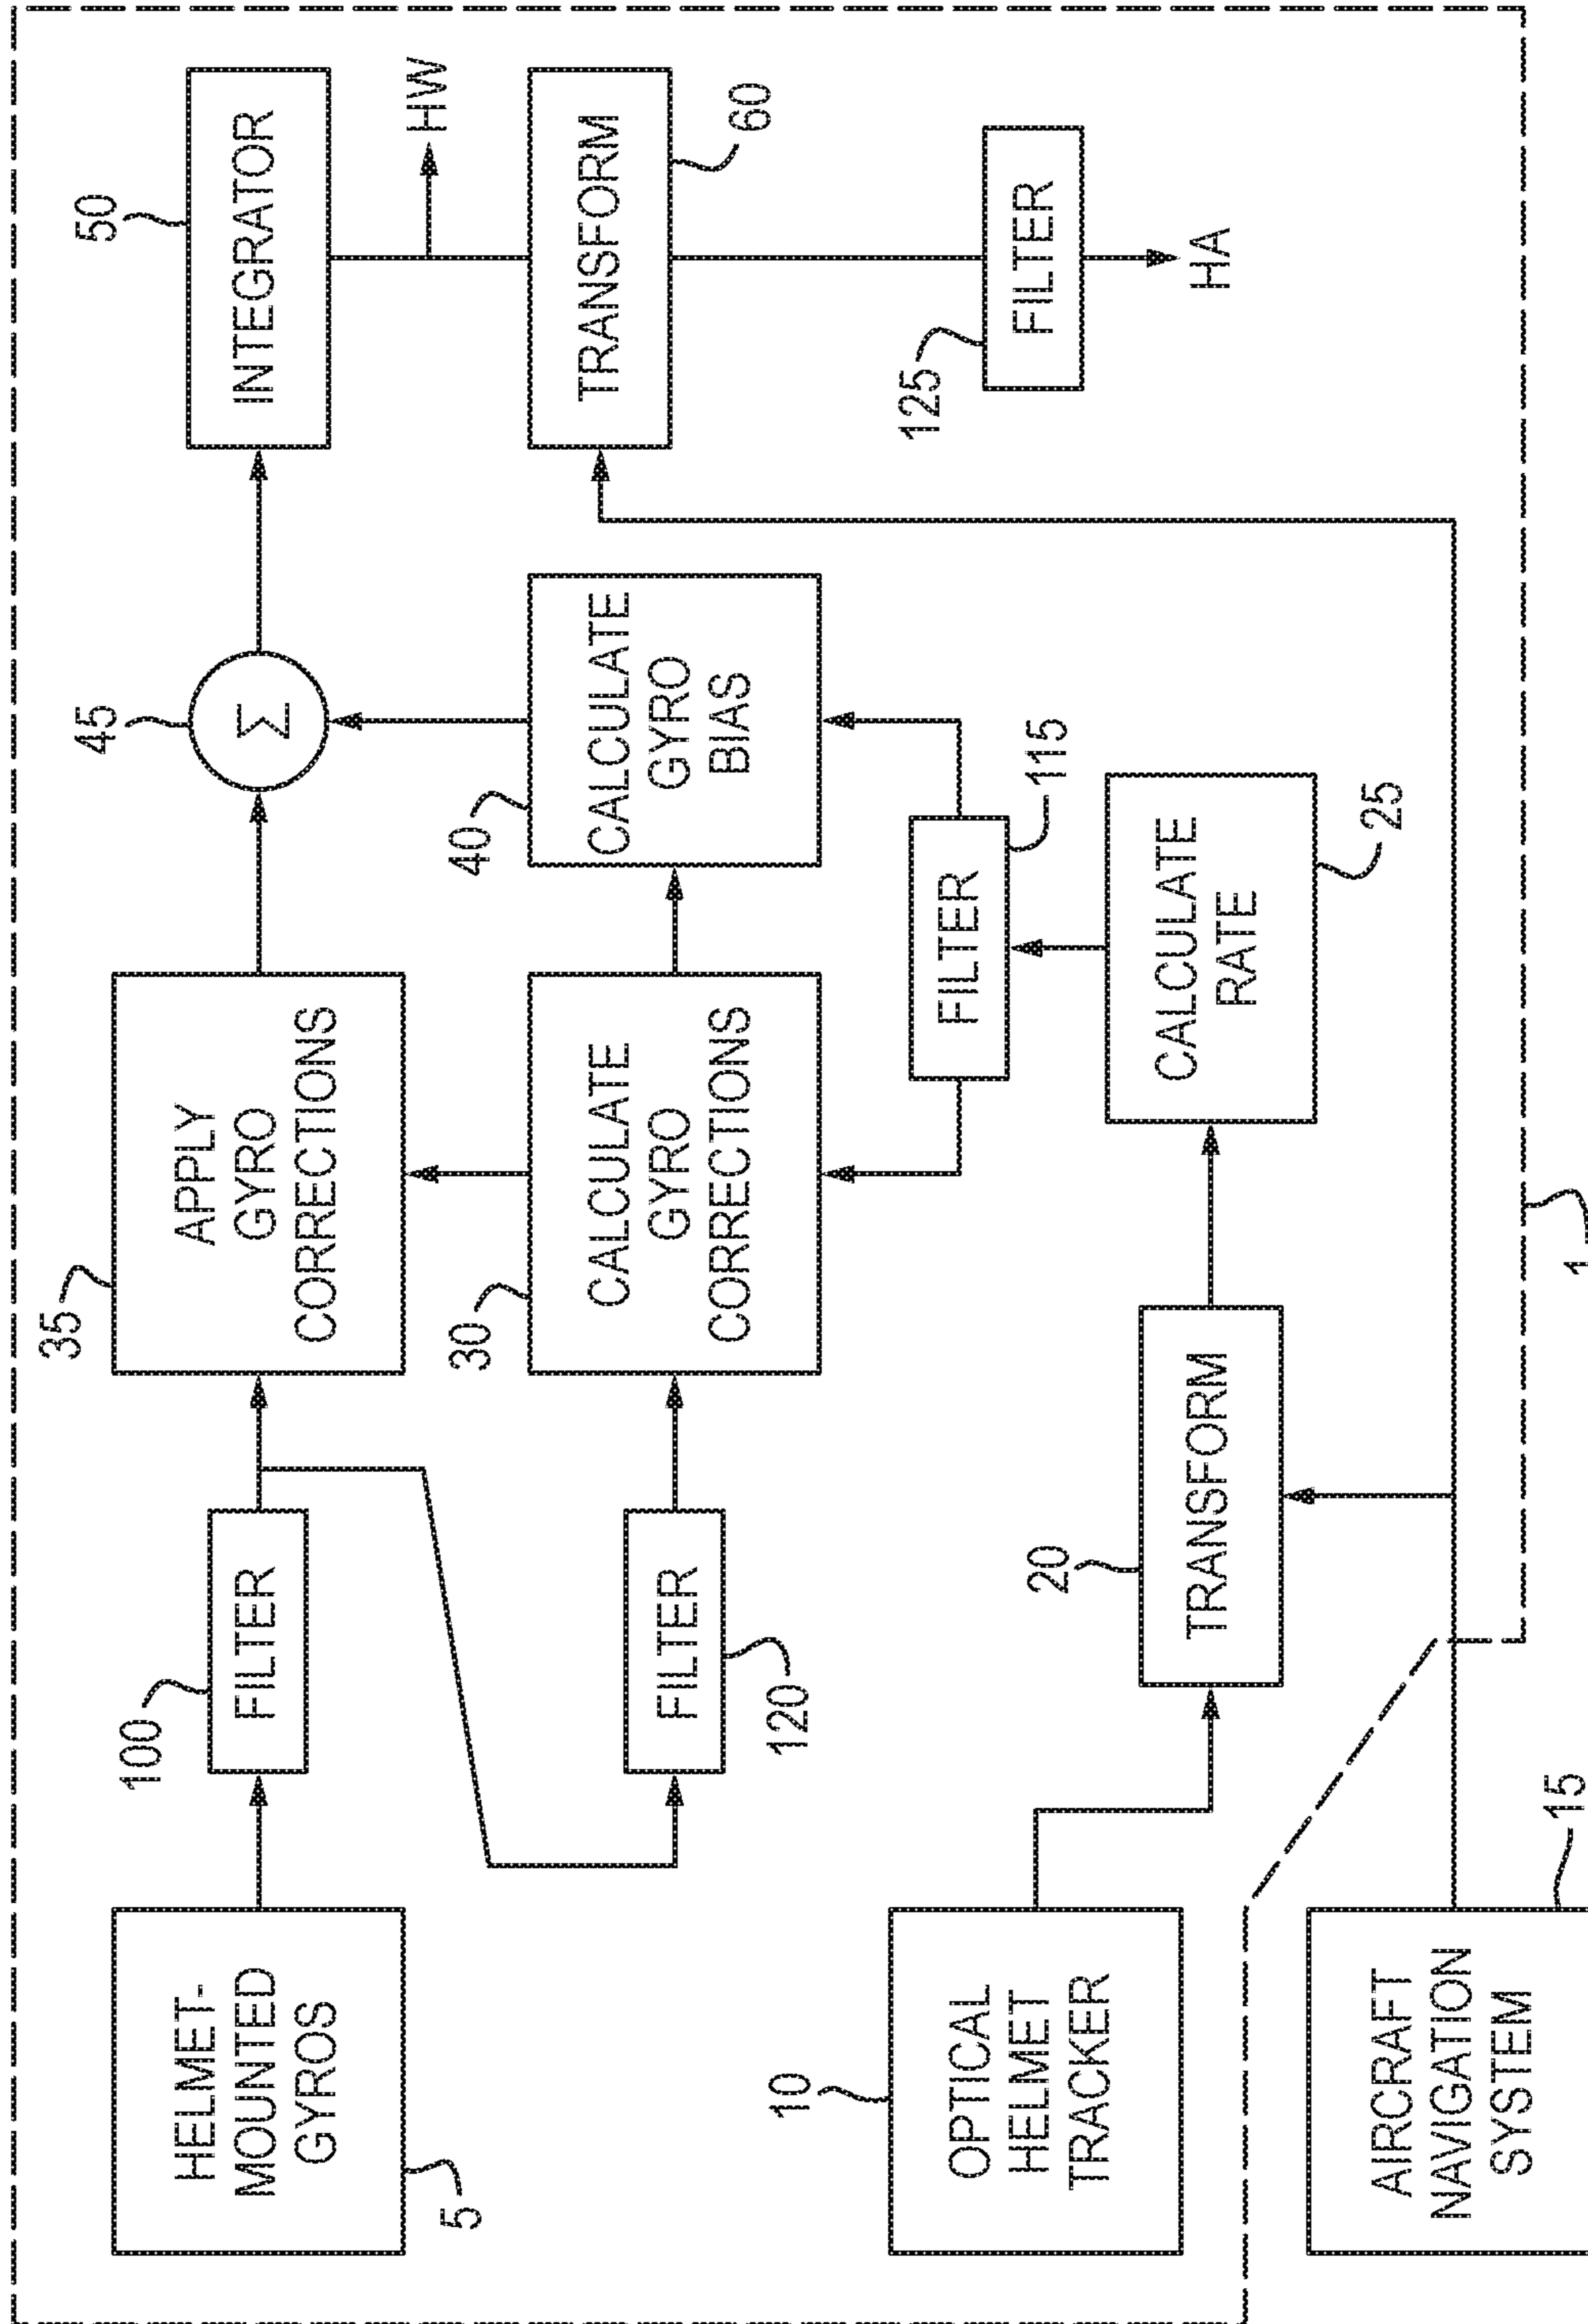 5
HELMET-
MOUNTED
GYROS
100
FILTER
35
APPLY
GYRO
CORRECTIONS
45
Σ
50
INTEGRATOR
HW
120
FILTER
30
CALCULATE
GYRO
CORRECTIONS
40
CALCULATE
GYRO
BIAS
TRANSFORM
60
10
OPTICAL
HELMET
TRACKER
20
TRANSFORM
FILTER
115
CALCULATE
RATE
25
125
FILTER
HA
AIRCRAFT
NAVIGATION
SYSTEM
15
1